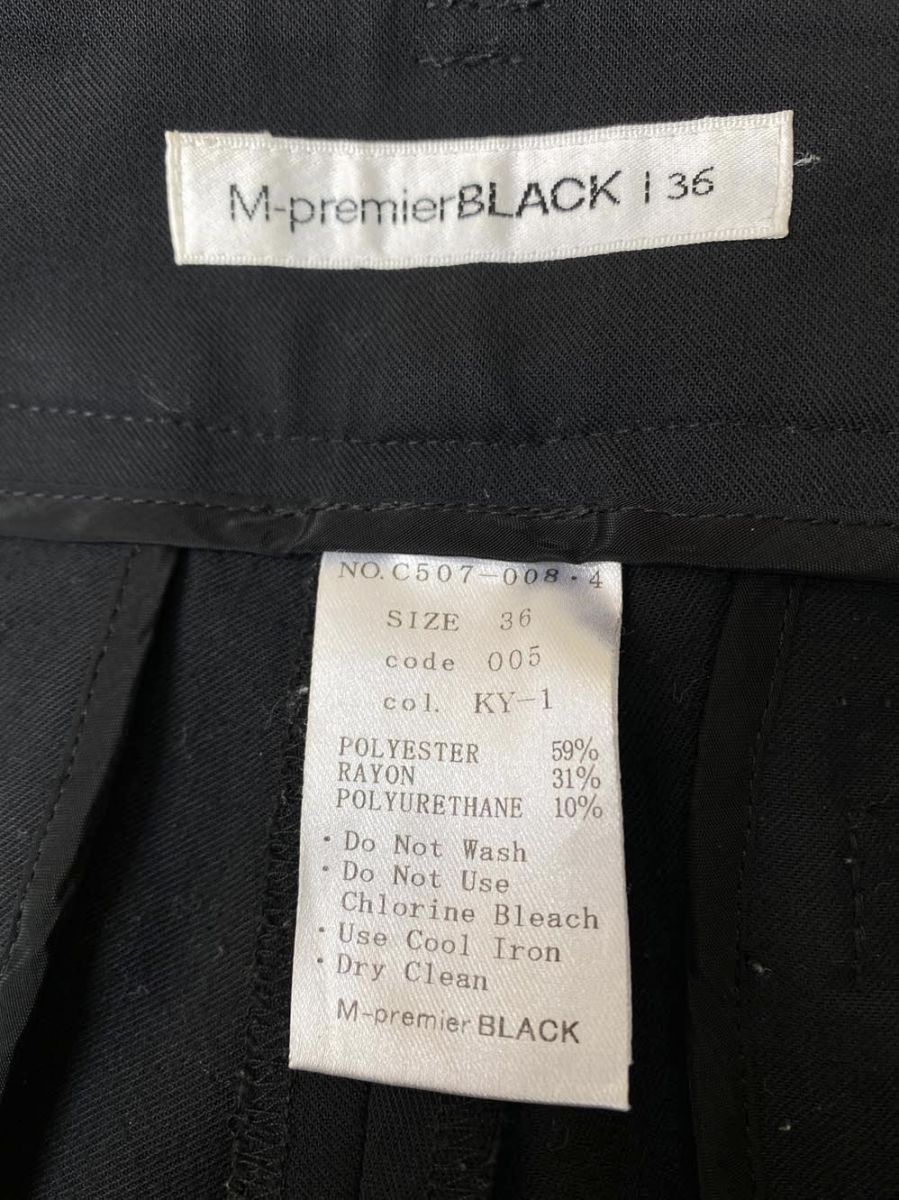 M-premierBLACK | 36
NO. C507-008・4
SIZE 36
code 005
col. KY-1
POLYESTER 59%
RAYON 31%
POLYURETHANE 10%
・Do Not Wash
・Do Not Use
Chlorine Bleach
・Use Cool Iron
・Dry Clean
M-premier BLACK